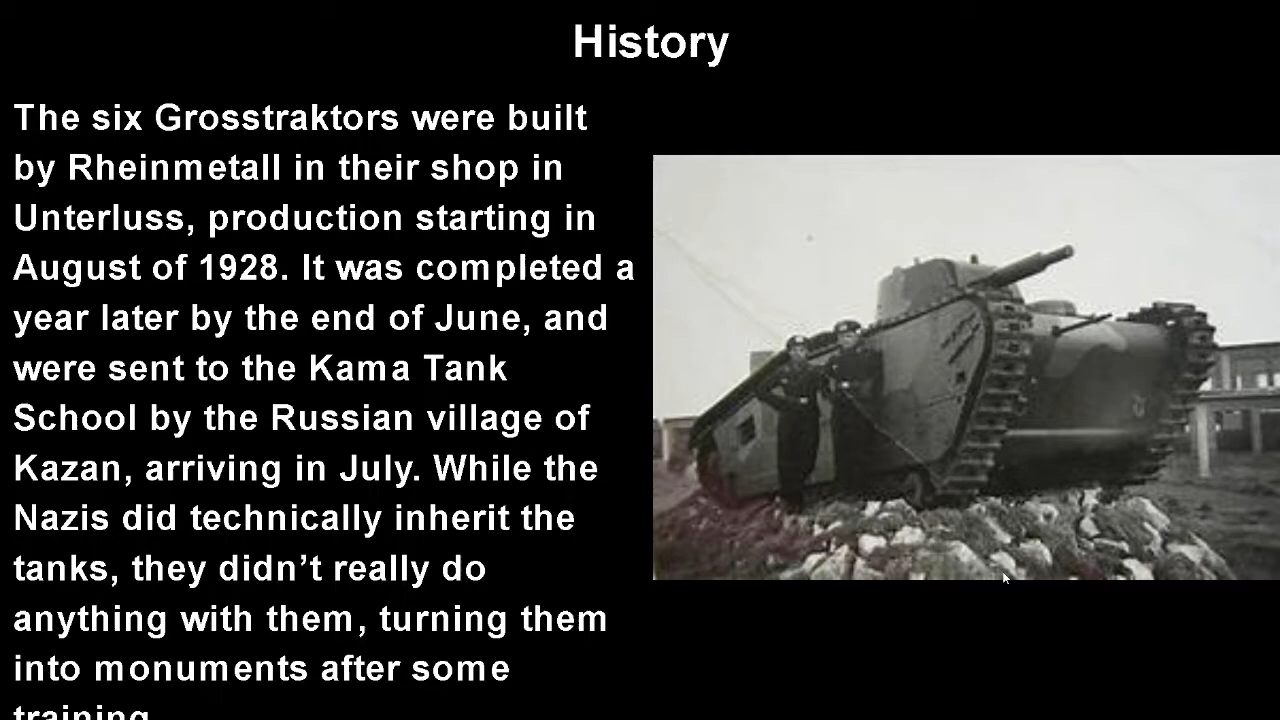 History
The six Grosstraktors were built
by Rheinmetall in their shop in
Unterluss, production starting in
August of 1928. It was completed a
year later by the end of June, and
were sent to the Kama Tank
School by the Russian village of
Kazan, arriving in July. While the
Nazis did technically inherit the
tanks, they didn’t really do
anything with them, turning them
into monuments after some
training